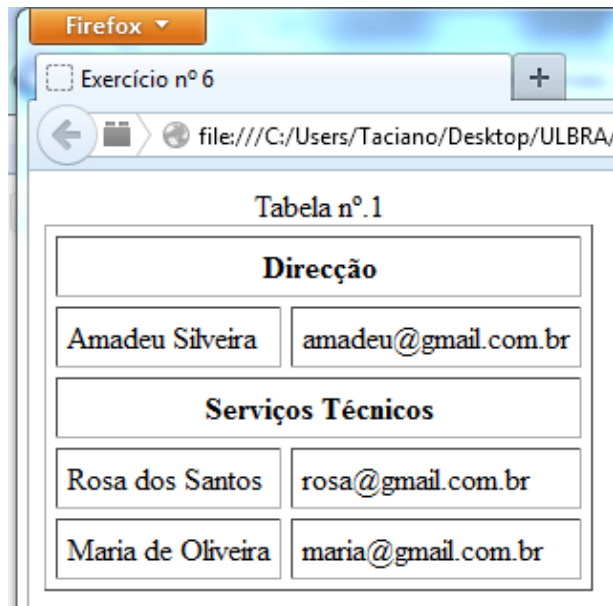 Firefox
Exercício nº 6
file:///C:/Users/Taciano/Desktop/ULBRA/
Tabela nº.1
Direcção
Amadeu Silveira amadeu@gmail.com.br
Serviços Técnicos
Rosa dos Santos rosa@gmail.com.br
Maria de Oliveira maria@gmail.com.br